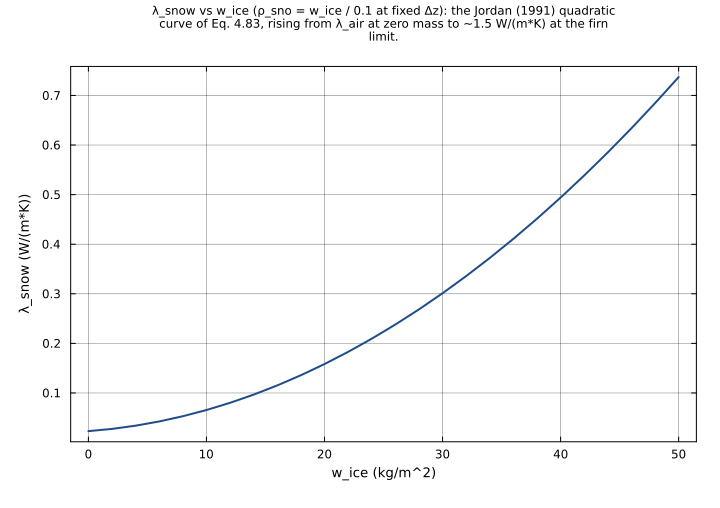 λ_snow vs w_ice (ρ_sno = w_ice / 0.1 at fixed Δz): the Jordan (1991) quadratic
curve of Eq. 4.83, rising from λ_air at zero mass to ~1.5 W/(m*K) at the firn
limit.
0.7
0.6
0.5
0.4
0.3
0.2
0.1
λ_snow (W/(m*K))
0 10 20 30 40 50
w_ice (kg/m^2)